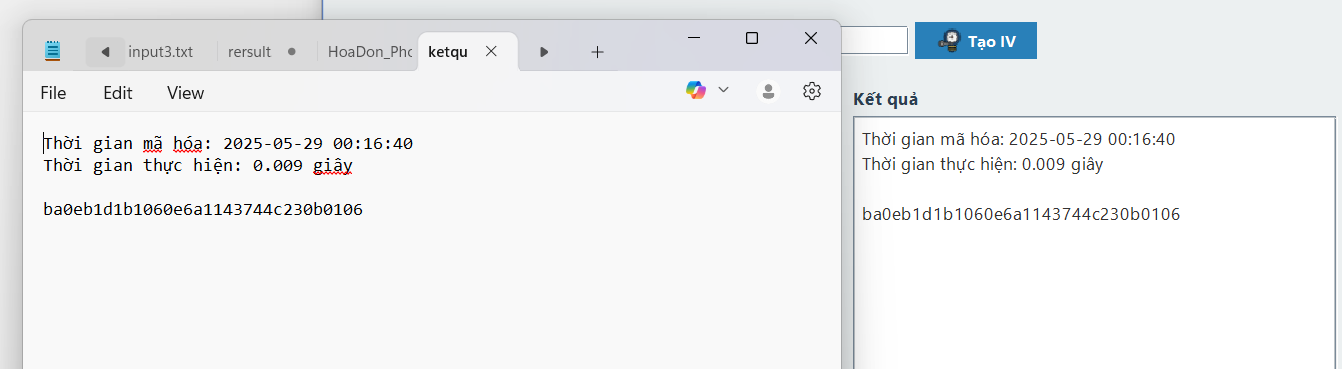 input3.txt
rersult
HoaDon_Pho
ketqu
File
Edit
View
Thời gian mã hóa: 2025-05-29 00:16:40
Thời gian thực hiện: 0.009 giây
ba0eb1d1b1060e6a1143744c230b0106
Tạo IV
Kết quả
Thời gian mã hóa: 2025-05-29 00:16:40
Thời gian thực hiện: 0.009 giây
ba0eb1d1b1060e6a1143744c230b0106